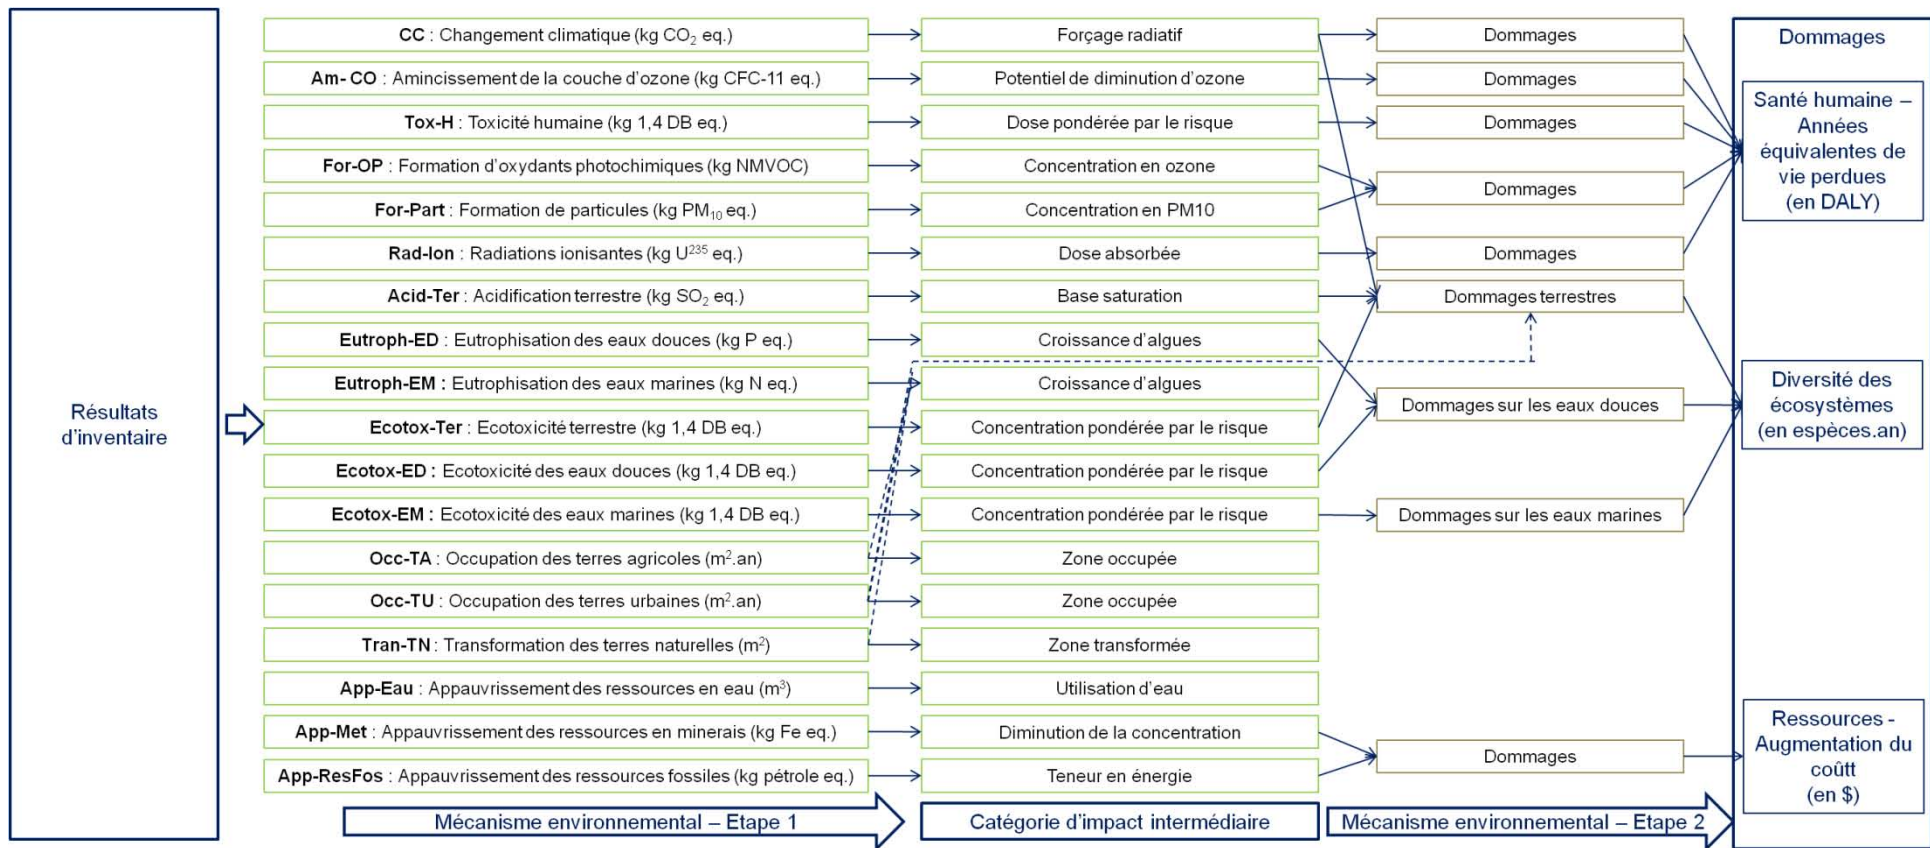 Résultats
d'inventaire
CC : Changement climatique (kg CO₂ eq.)
Forçage radiatif
Dommages
Am- CO : Amincissement de la couche d'ozone (kg CFC-11 eq.)
Potentiel de diminution d'ozone
Dommages
Tox-H : Toxicité humaine (kg 1,4 DB eq.)
Dose pondérée par le risque
Dommages
For-OP : Formation d'oxydants photochimiques (kg NMVOC)
Concentration en ozone
Dommages
For-Part : Formation de particules (kg PM₁₀ eq.)
Concentration en PM10
Rad-Ion : Radiations ionisantes (kg U²³⁵ eq.)
Dose absorbée
Dommages
Acid-Ter : Acidification terrestre (kg SO₂ eq.)
Base saturation
Dommages terrestres
Eutroph-ED : Eutrophisation des eaux douces (kg P eq.)
Croissance d'algues
Eutroph-EM : Eutrophisation des eaux marines (kg N eq.)
Croissance d'algues
Dommages sur les eaux douces
Ecotox-Ter : Ecotoxicité terrestre (kg 1,4 DB eq.)
Concentration pondérée par le risque
Ecotox-ED : Ecotoxicité des eaux douces (kg 1,4 DB eq.)
Concentration pondérée par le risque
Ecotox-EM : Ecotoxicité des eaux marines (kg 1,4 DB eq.)
Concentration pondérée par le risque
Dommages sur les eaux marines
Occ-TA : Occupation des terres agricoles (m².an)
Zone occupée
Occ-TU : Occupation des terres urbaines (m².an)
Zone occupée
Tran-TN : Transformation des terres naturelles (m²)
Zone transformée
App-Eau : Appauvrissement des ressources en eau (m³)
Utilisation d'eau
App-Met : Appauvrissement des ressources en minerais (kg Fe eq.)
Diminution de la concentration
Dommages
App-ResFos : Appauvrissement des ressources fossiles (kg pétrole eq.)
Teneur en énergie
Mécanisme environnemental – Etape 1
Catégorie d'impact intermédiaire
Mécanisme environnemental – Etape 2
Dommages
Santé humaine –
Années
équivalentes de
vie perdues
(en DALY)
Diversité des
écosystèmes
(en espèces.an)
Ressources -
Augmentation du
coûtt
(en $)